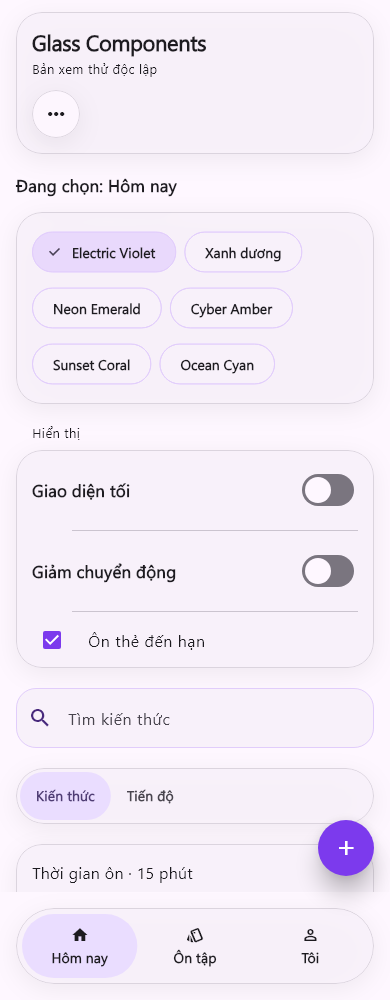 Glass Components
Bản xem thử độc lập
Đang chọn: Hôm nay
Electric Violet
Xanh dương
Neon Emerald
Cyber Amber
Sunset Coral
Ocean Cyan
Hiển thị
Giao diện tối
Giảm chuyển động
Ôn thẻ đến hạn
Tìm kiến thức
Kiến thức
Tiến độ
Thời gian ôn · 15 phút
Hôm nay
Ôn tập
Tôi